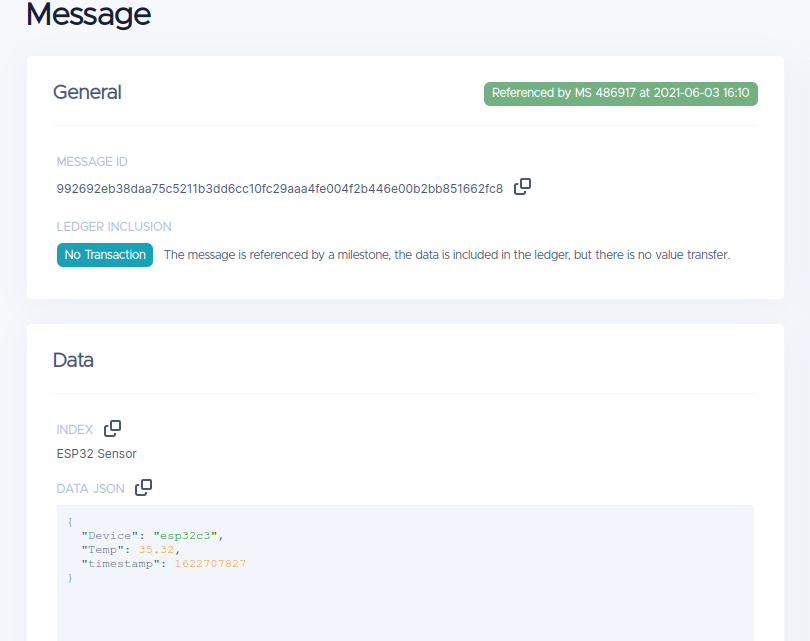 Message
General
Referenced by MS 486917 at 2021-06-03 16:10
MESSAGE ID
992692eb38daa75c5211b3dd6cc10fc29aaa4fe004f2b446e00b2bb851662fc8
LEDGER INCLUSION
No Transaction The message is referenced by a milestone, the data is included in the ledger, but there is no value transfer.
Data
INDEX
ESP32 Sensor
DATA JSON
{
"Device": "esp32c3",
"Temp": 35.32,
"timestamp": 1622707827
}